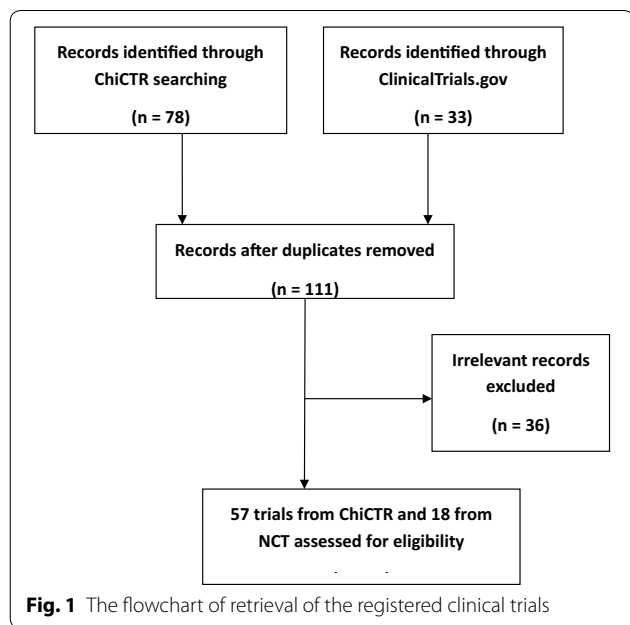 Records identified through
ChiCTR searching
(n = 78)
Records identified through
ClinicalTrials.gov
(n = 33)
Records after duplicates removed
(n = 111)
Irrelevant records
excluded
(n = 36)
57 trials from ChiCTR and 18 from
NCT assessed for eligibility
Fig. 1 The flowchart of retrieval of the registered clinical trials